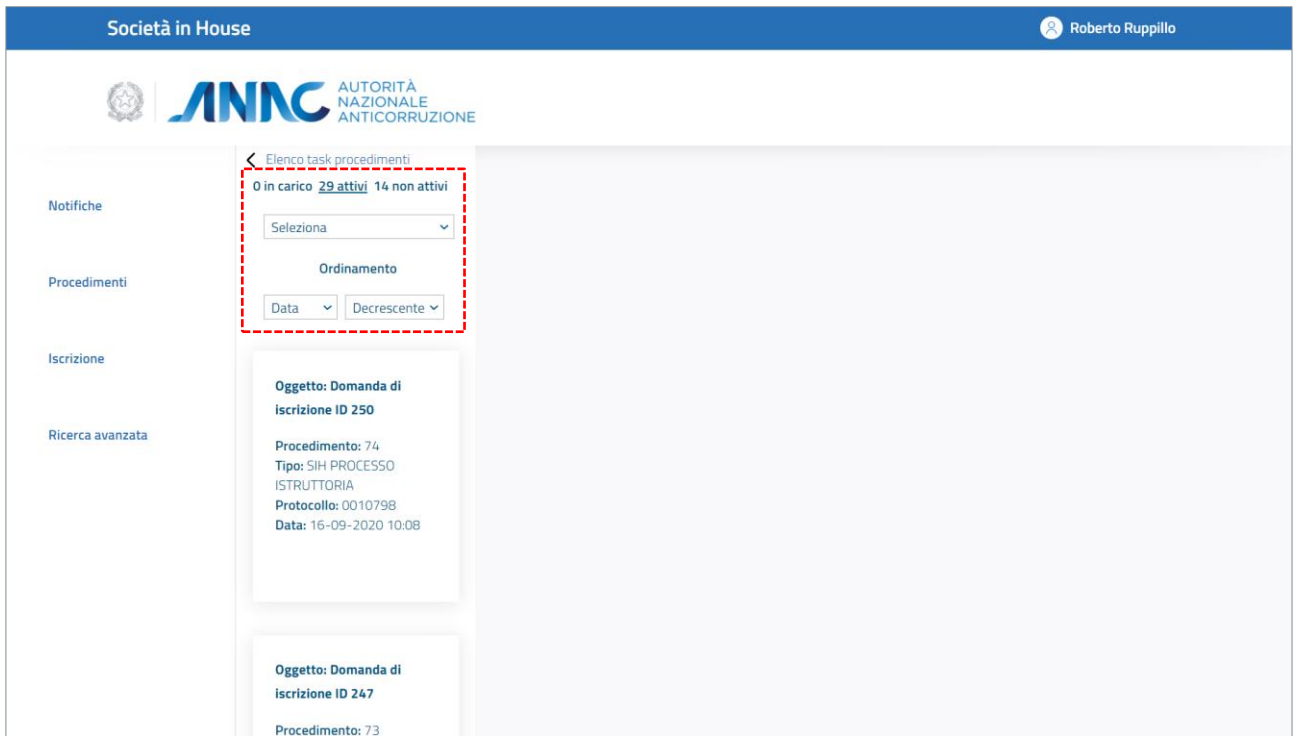 Società in House
Roberto Ruppillo
ANAC
AUTORITÀ
NAZIONALE
ANTICORRUZIONE
Elenco task procedimenti
0 in carico 29 attivi 14 non attivi
Seleziona
Ordinamento
Data Decrescente
Notifiche
Procedimenti
Iscrizione
Ricerca avanzata
Oggetto: Domanda di
iscrizione ID 250
Procedimento: 74
Tipo: SIH PROCESSO
ISTRUTTORIA
Protocollo: 0010798
Data: 16-09-2020 10:08
Oggetto: Domanda di
iscrizione ID 247
Procedimento: 73